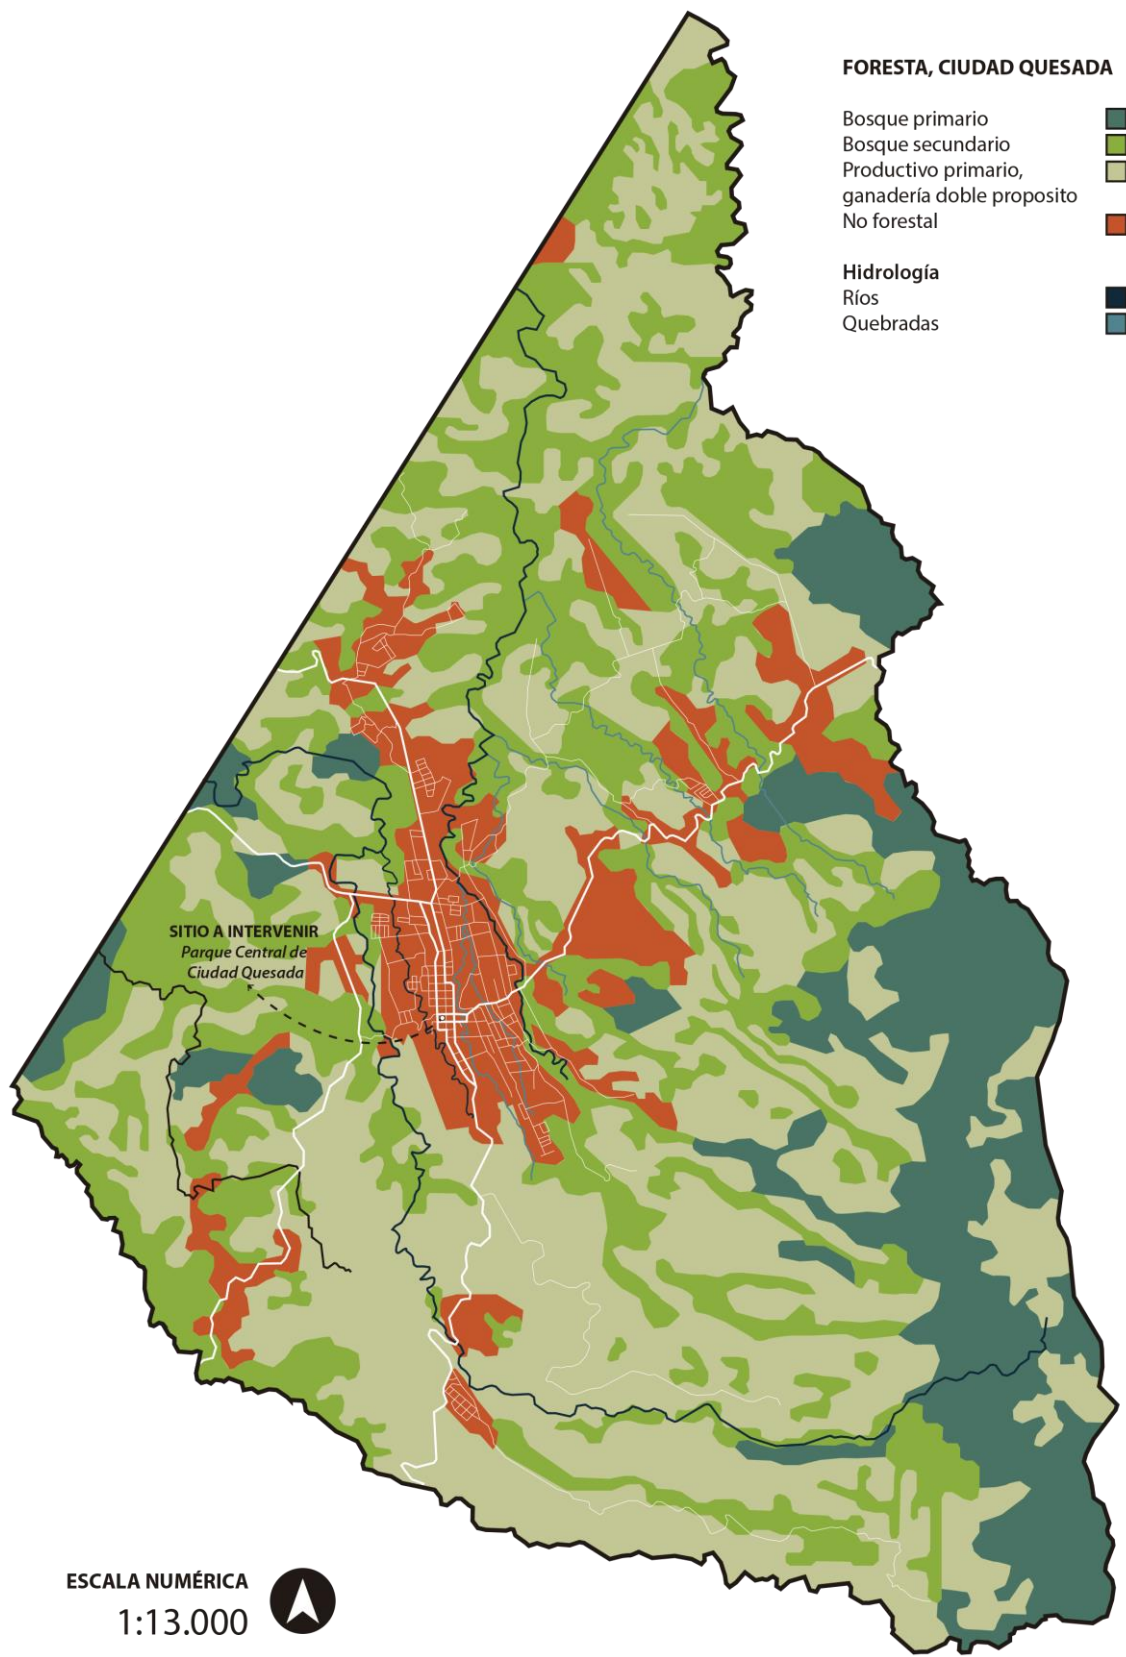 FORESTA, CIUDAD QUESADA
Bosque primario
Bosque secundario
Productivo primario,
ganadería doble proposito
No forestal
Hidrología
Ríos
Quebradas
SITIO A INTERVENIR
Parque Central de
Ciudad Quesada
ESCALA NUMÉRICA
1:13.000